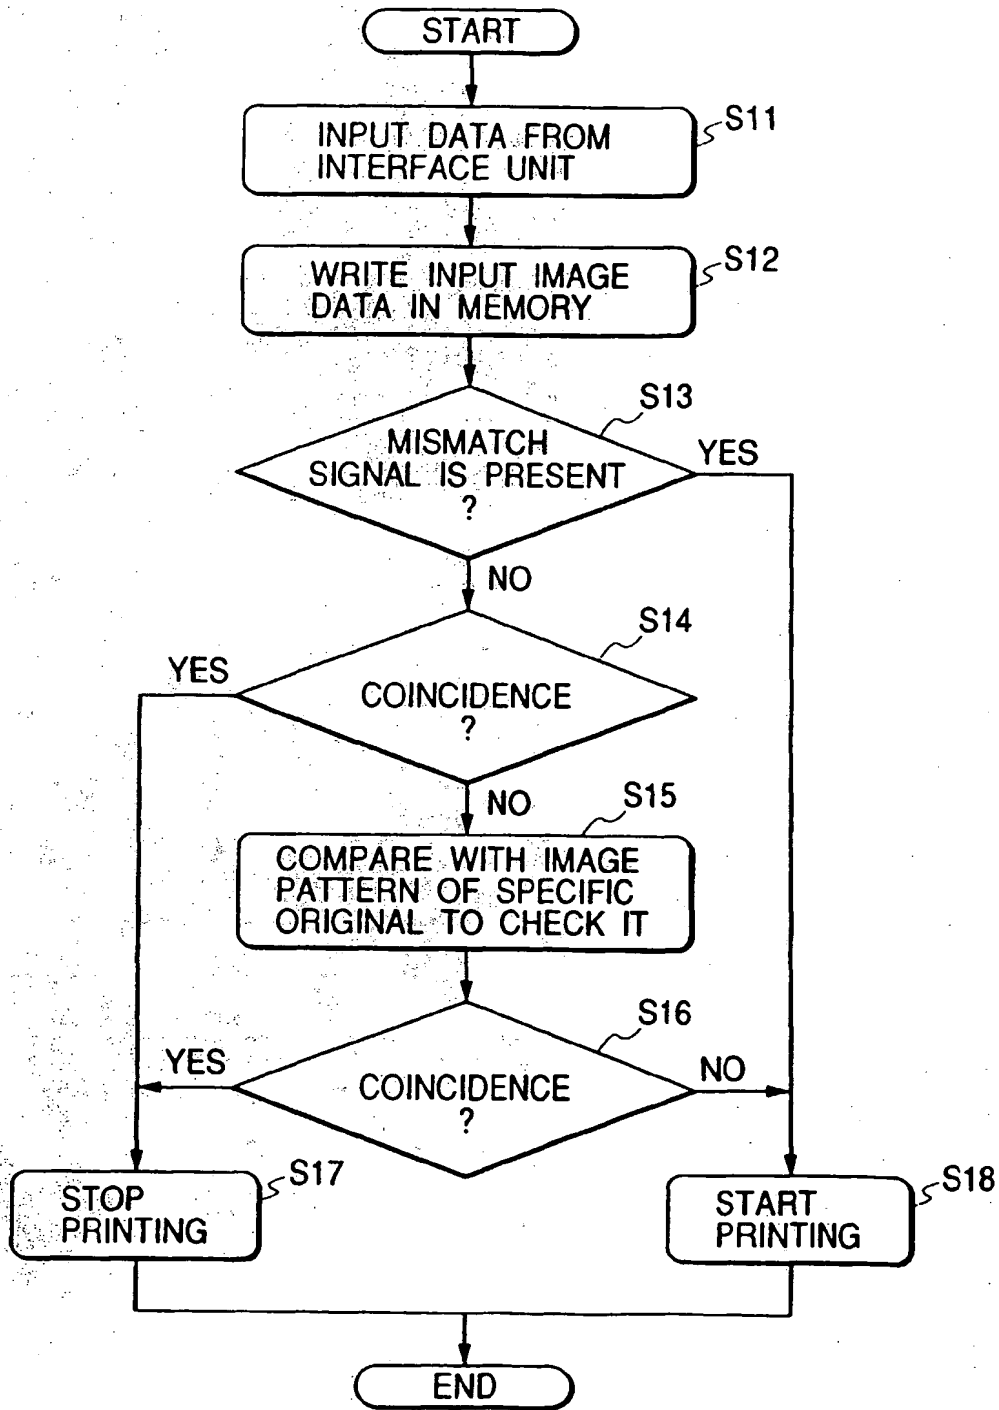 START
S11
INPUT DATA FROM
INTERFACE UNIT
S12
WRITE INPUT IMAGE
DATA IN MEMORY
S13
MISMATCH
SIGNAL IS PRESENT
?
YES
NO
S14
YES
COINCIDENCE
?
NO
S15
COMPARE WITH IMAGE
PATTERN OF SPECIFIC
ORIGINAL TO CHECK IT
S16
YES
COINCIDENCE
?
NO
S17
STOP
PRINTING
S18
START
PRINTING
END